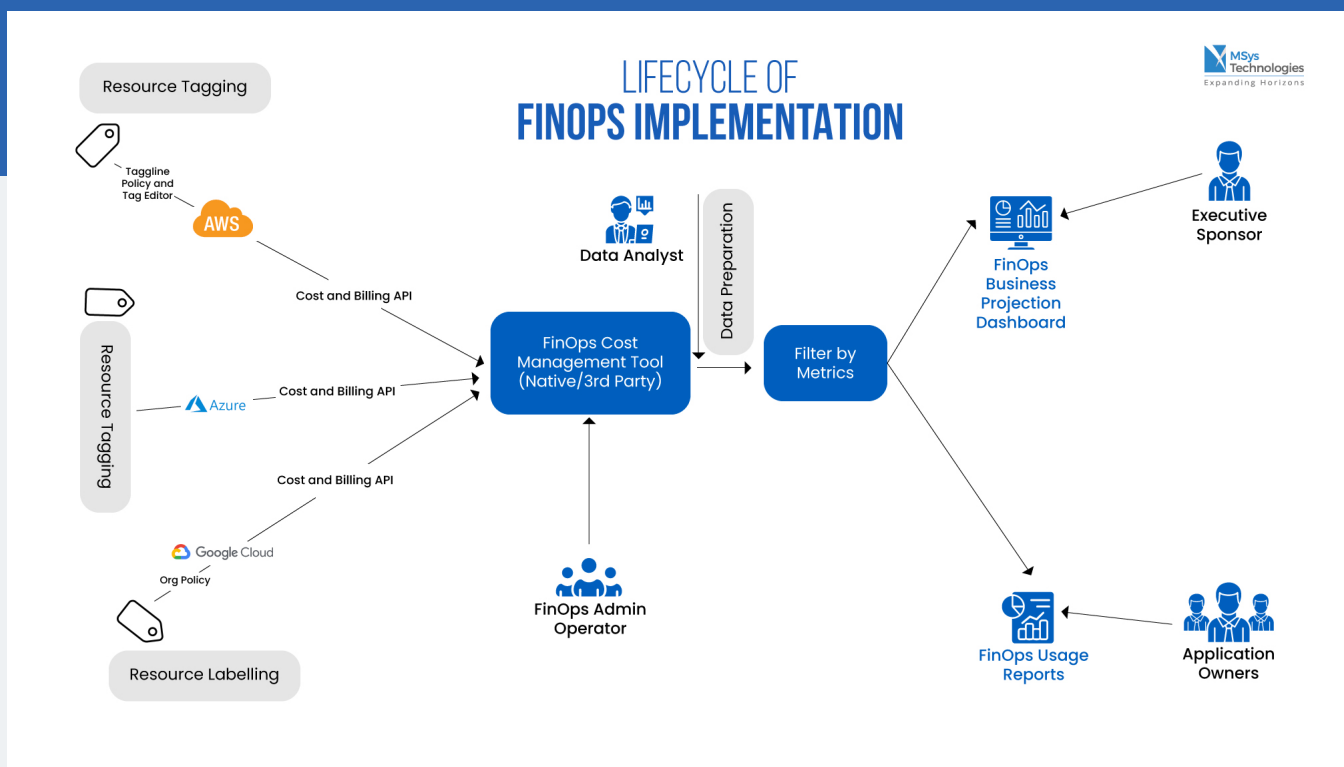 LIFECYCLE OF
FINOPS IMPLEMENTATION
MSys
Technologies
Expanding Horizons
Resource Tagging
Taggline
Policy and
Tag Editor
AWS
Cost and Billing API
Resource Tagging
Azure
Cost and Billing API
Cost and Billing API
Google Cloud
Org Policy
Resource Labelling
Data Analyst
Data Preparation
FinOps Cost
Management Tool
(Native/3rd Party)
Filter by
Metrics
FinOps Admin
Operator
FinOps
Business
Projection
Dashboard
Executive
Sponsor
FinOps Usage
Reports
Application
Owners